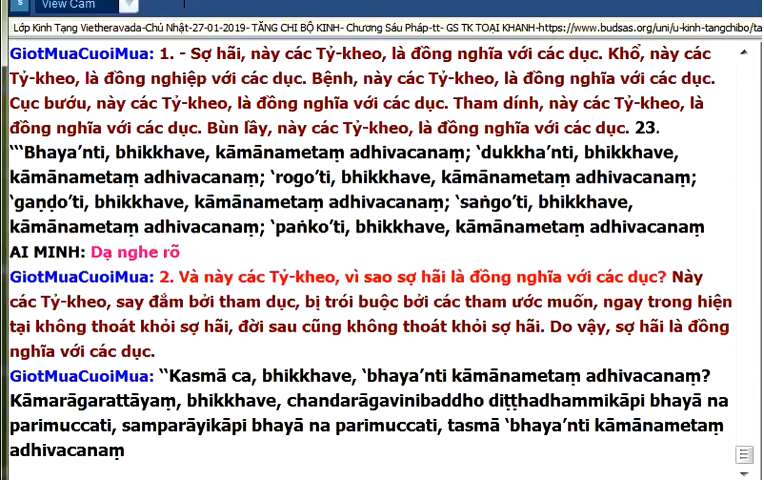 View Cam
Lớp Kinh Tạng Vietheravada-Chủ Nhật-27-01-2019- TĂNG CHI BỘ KINH- Chương Sáu Pháp-tt- GS TK TOẠI KHANH-https://www.budsas.org/uni/u-kinh-tangchibo/ta
GiotMuaCuoiMua: 1. - Sợ hãi, này các Tỷ-kheo, là đồng nghĩa với các dục. Khổ, này các
Tỷ-kheo, là đồng nghiệp với các dục. Bệnh, này các Tỷ-kheo, là đồng nghĩa với các dục.
Cục bướu, này các Tỷ-kheo, là đồng nghĩa với các dục. Tham dính, này các Tỷ-kheo, là
đồng nghĩa với các dục. Bùn lầy, này các Tỷ-kheo, là đồng nghĩa với các dục. 23.
‘‘‘Bhaya’nti, bhikkhave, kāmānametaṃ adhivacanaṃ; ‘dukkha’nti, bhikkhave,
kāmānametaṃ adhivacanaṃ; ‘rogo’ti, bhikkhave, kāmānametaṃ adhivacanaṃ;
‘gaṇḍo’ti, bhikkhave, kāmānametaṃ adhivacanaṃ; ‘saṅgo’ti, bhikkhave,
kāmānametaṃ adhivacanaṃ; ‘paṅko’ti, bhikkhave, kāmānametaṃ adhivacanaṃ
AI MINH: Dạ nghe rõ
GiotMuaCuoiMua: 2. Và này các Tỷ-kheo, vì sao sợ hãi là đồng nghĩa với các dục? Này
các Tỷ-kheo, say đắm bởi tham dục, bị trói buộc bởi các tham ước muốn, ngay trong hiện
tại không thoát khỏi sợ hãi, đời sau cũng không thoát khỏi sợ hãi. Do vậy, sợ hãi là đồng
nghĩa với các dục.
GiotMuaCuoiMua: ‘‘Kasmā ca, bhikkhave, ‘bhaya’nti kāmānametaṃ adhivacanaṃ?
Kāmarāgarattāyaṃ, bhikkhave, chandarāgavinibaddho diṭṭhadhammikāpi bhayā na
parimuccati, samparāyikāpi bhayā na parimuccati, tasmā ‘bhaya’nti kāmānametaṃ
adhivacanaṃ